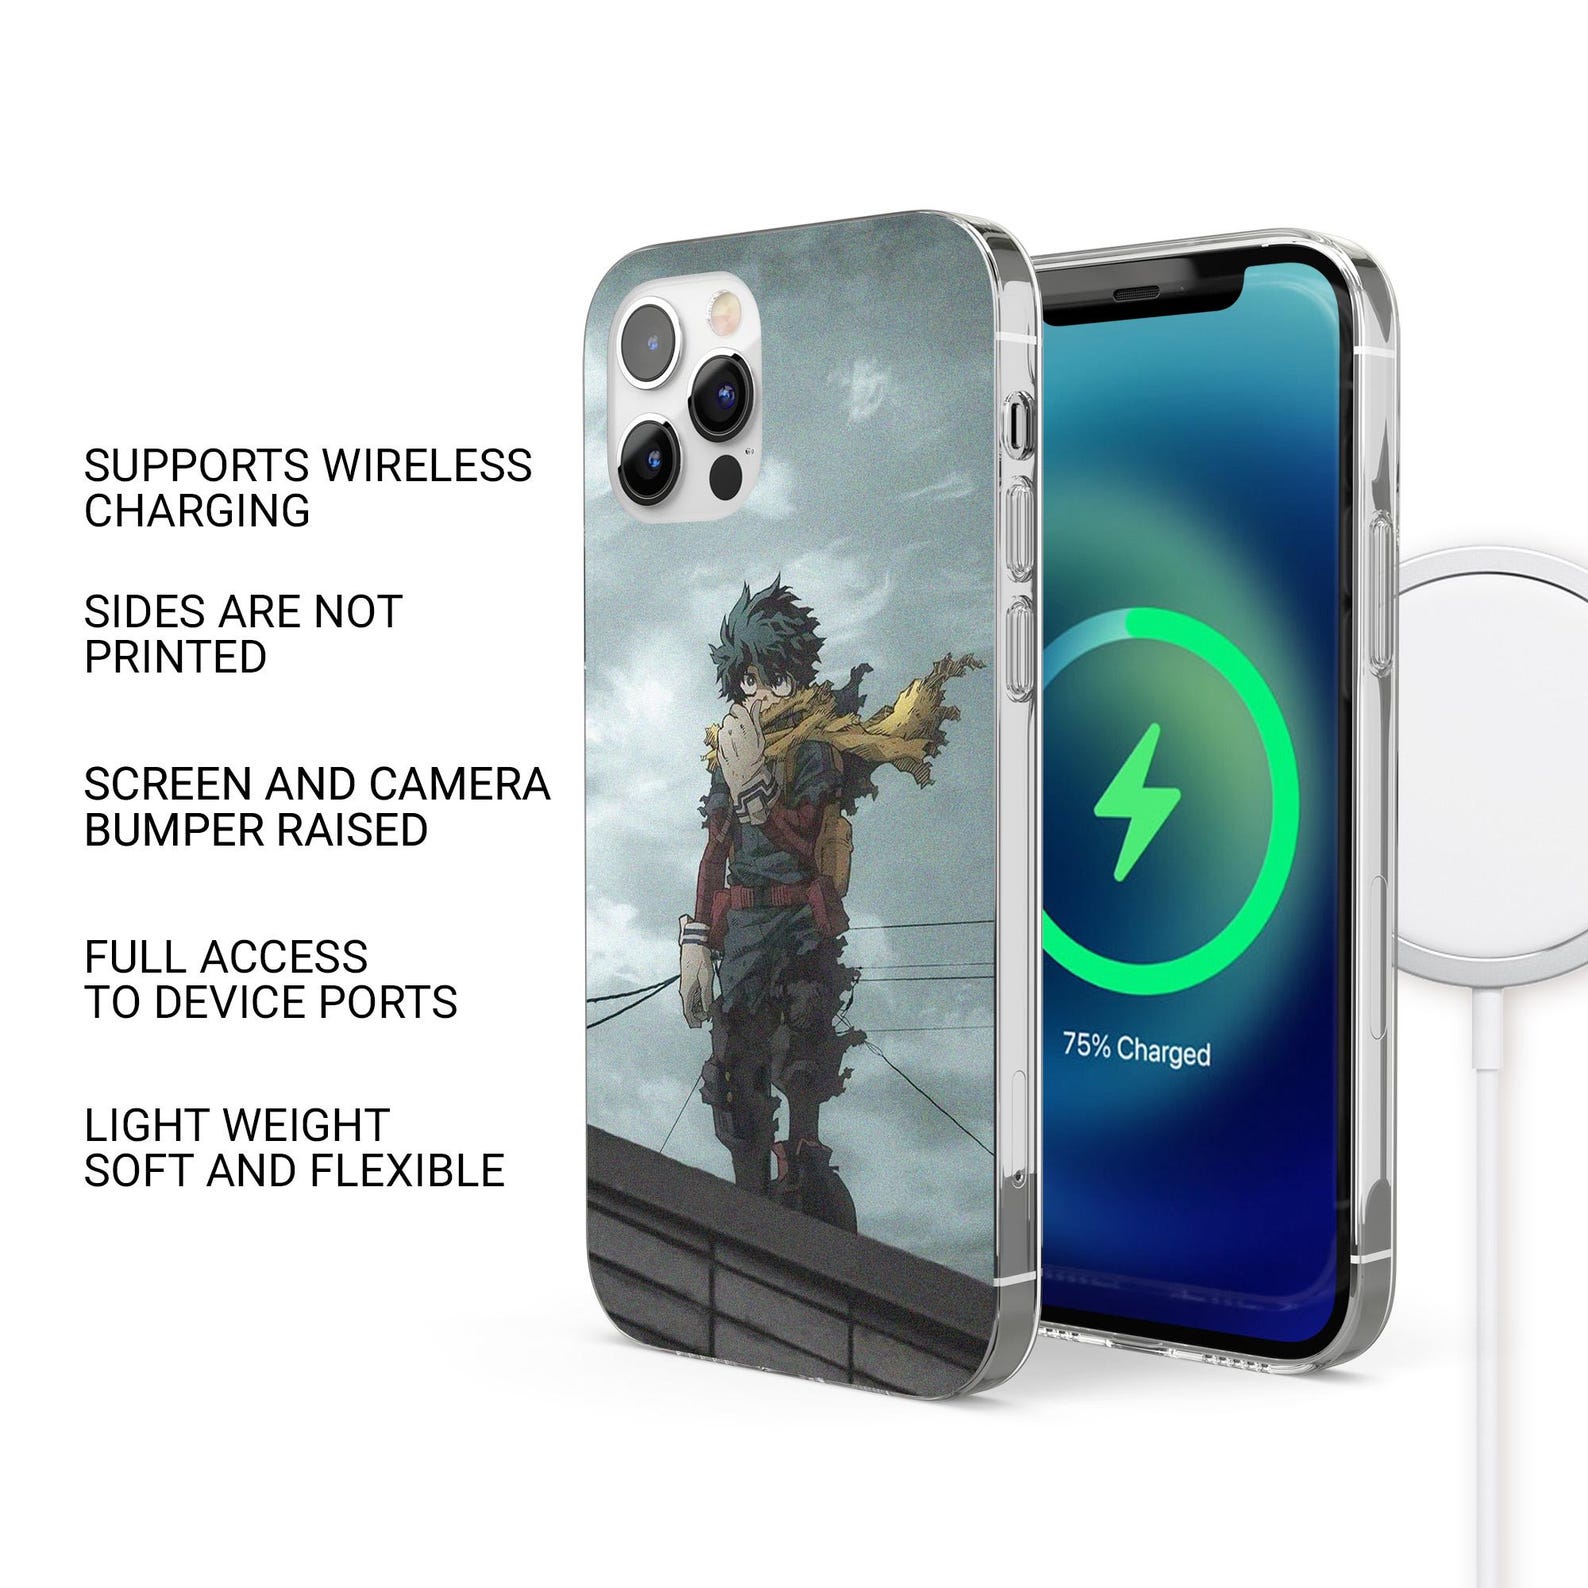 SUPPORTS WIRELESS
CHARGING
SIDES ARE NOT
PRINTED
SCREEN AND CAMERA
BUMPER RAISED
FULL ACCESS
TO DEVICE PORTS
LIGHT WEIGHT
SOFT AND FLEXIBLE
75% Charged